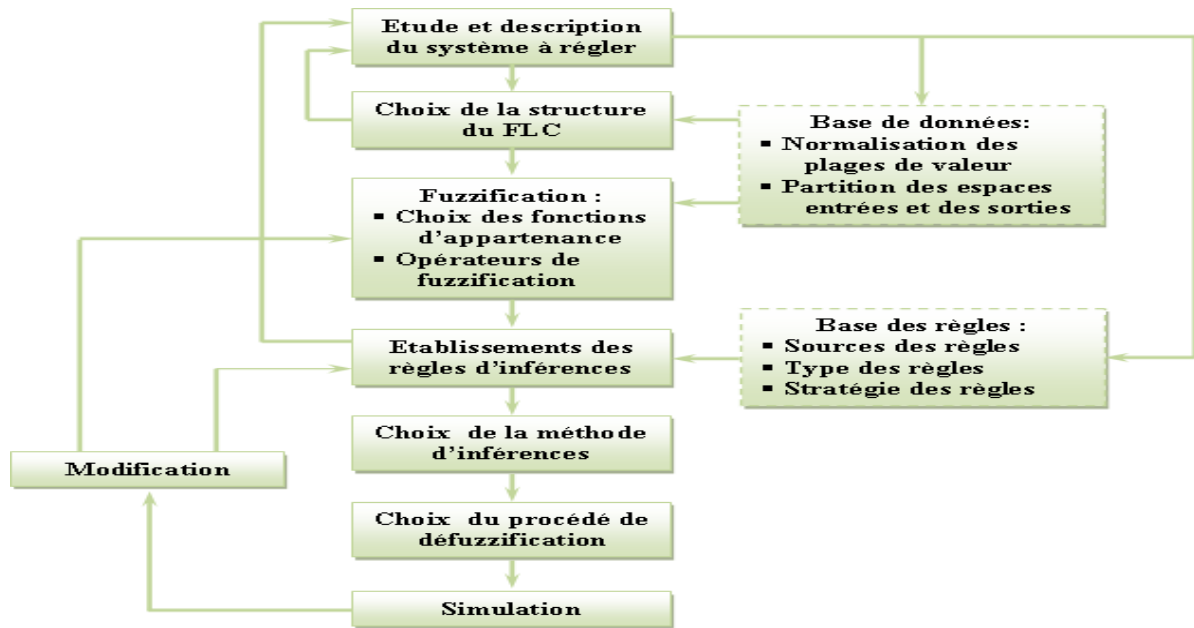 Etude et description
du système à régler
Choix de la structure
du FLC
Base de données:
▪ Normalisation des
plages de valeur
▪ Partition des espaces
entrées et des sorties
Fuzzification :
▪ Choix des fonctions
d'appartenance
▪ Opérateurs de
fuzzification
Etablissements des
règles d'inférences
Base des règles :
▪ Sources des règles
▪ Type des règles
▪ Stratégie des règles
Choix de la méthode
d'inférences
Modification
Choix du procédé de
défuzzification
Simulation